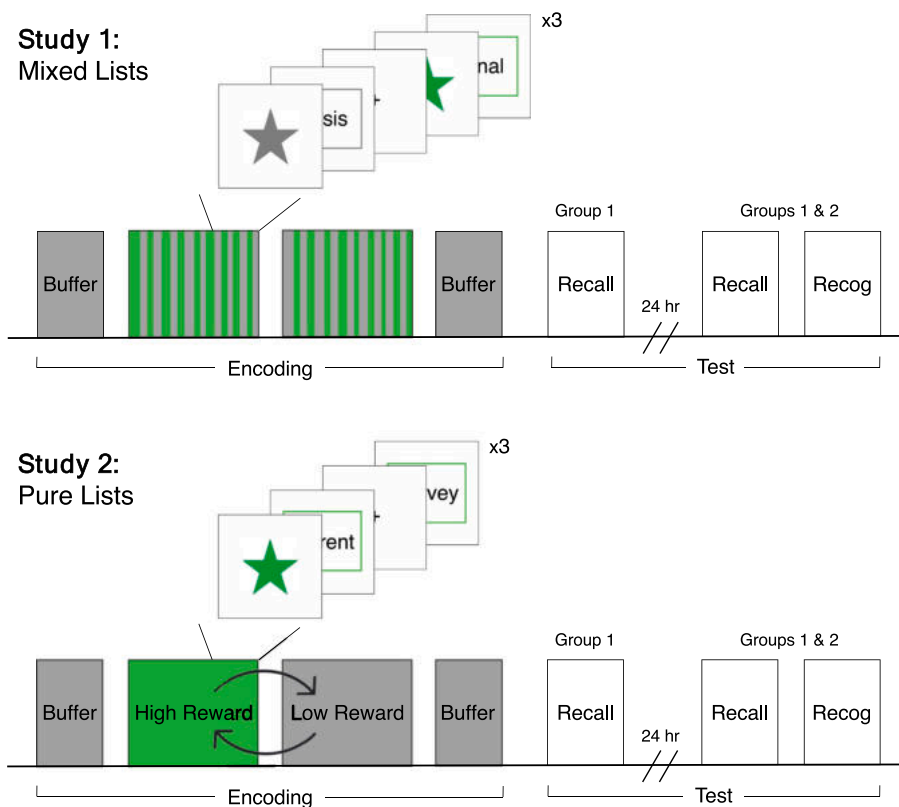 Study 1:
Mixed Lists
x3
sis
+
nal
Group 1
Groups 1 & 2
Buffer
Buffer
Recall
24 hr
Recall
Recog
Encoding
Test
Study 2:
Pure Lists
x3
rent
+
vey
Group 1
Groups 1 & 2
Buffer
High Reward
Low Reward
Buffer
Recall
24 hr
Recall
Recog
Encoding
Test